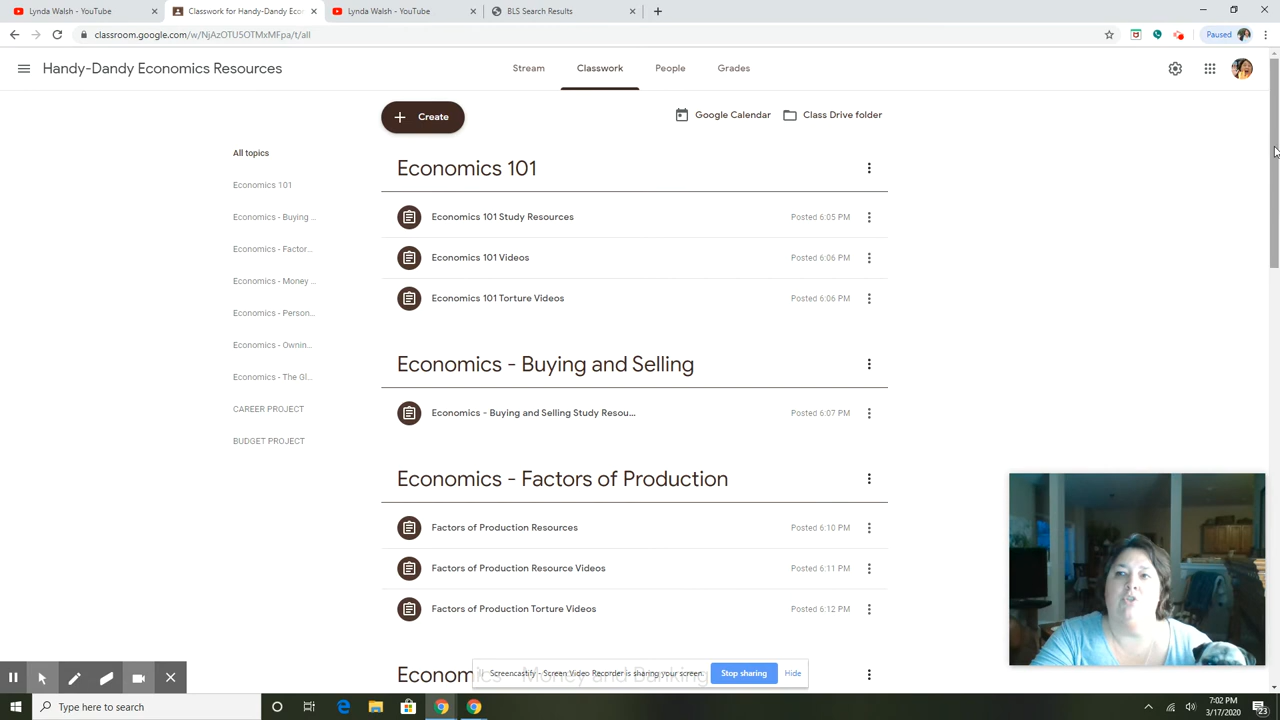 Lynda Walsh - YouTube
Classwork for Handy-Dandy Econ
Lynda Walsh - YouTube
BLS Search Results
classroom.google.com/w/NjAzOTU5OTMxMFpa/t/all
Paused
Handy-Dandy Economics Resources
Stream
Classwork
People
Grades
Create
Google Calendar
Class Drive folder
All topics
Economics 101
Economics - Buying ...
Economics - Factor...
Economics - Money ...
Economics - Person...
Economics - Ownin...
Economics - The Gl...
CAREER PROJECT
BUDGET PROJECT
Economics 101
Economics 101 Study Resources Posted 6:05 PM
Economics 101 Videos Posted 6:06 PM
Economics 101 Torture Videos Posted 6:06 PM
Economics - Buying and Selling
Economics - Buying and Selling Study Resou... Posted 6:07 PM
Economics - Factors of Production
Factors of Production Resources Posted 6:10 PM
Factors of Production Resource Videos Posted 6:11 PM
Factors of Production Torture Videos Posted 6:12 PM
Economics - Money and Banking
Screencastify - Screen Video Recorder is sharing your screen.
Stop sharing
Hide
Type here to search
7:02 PM
3/17/2020
23